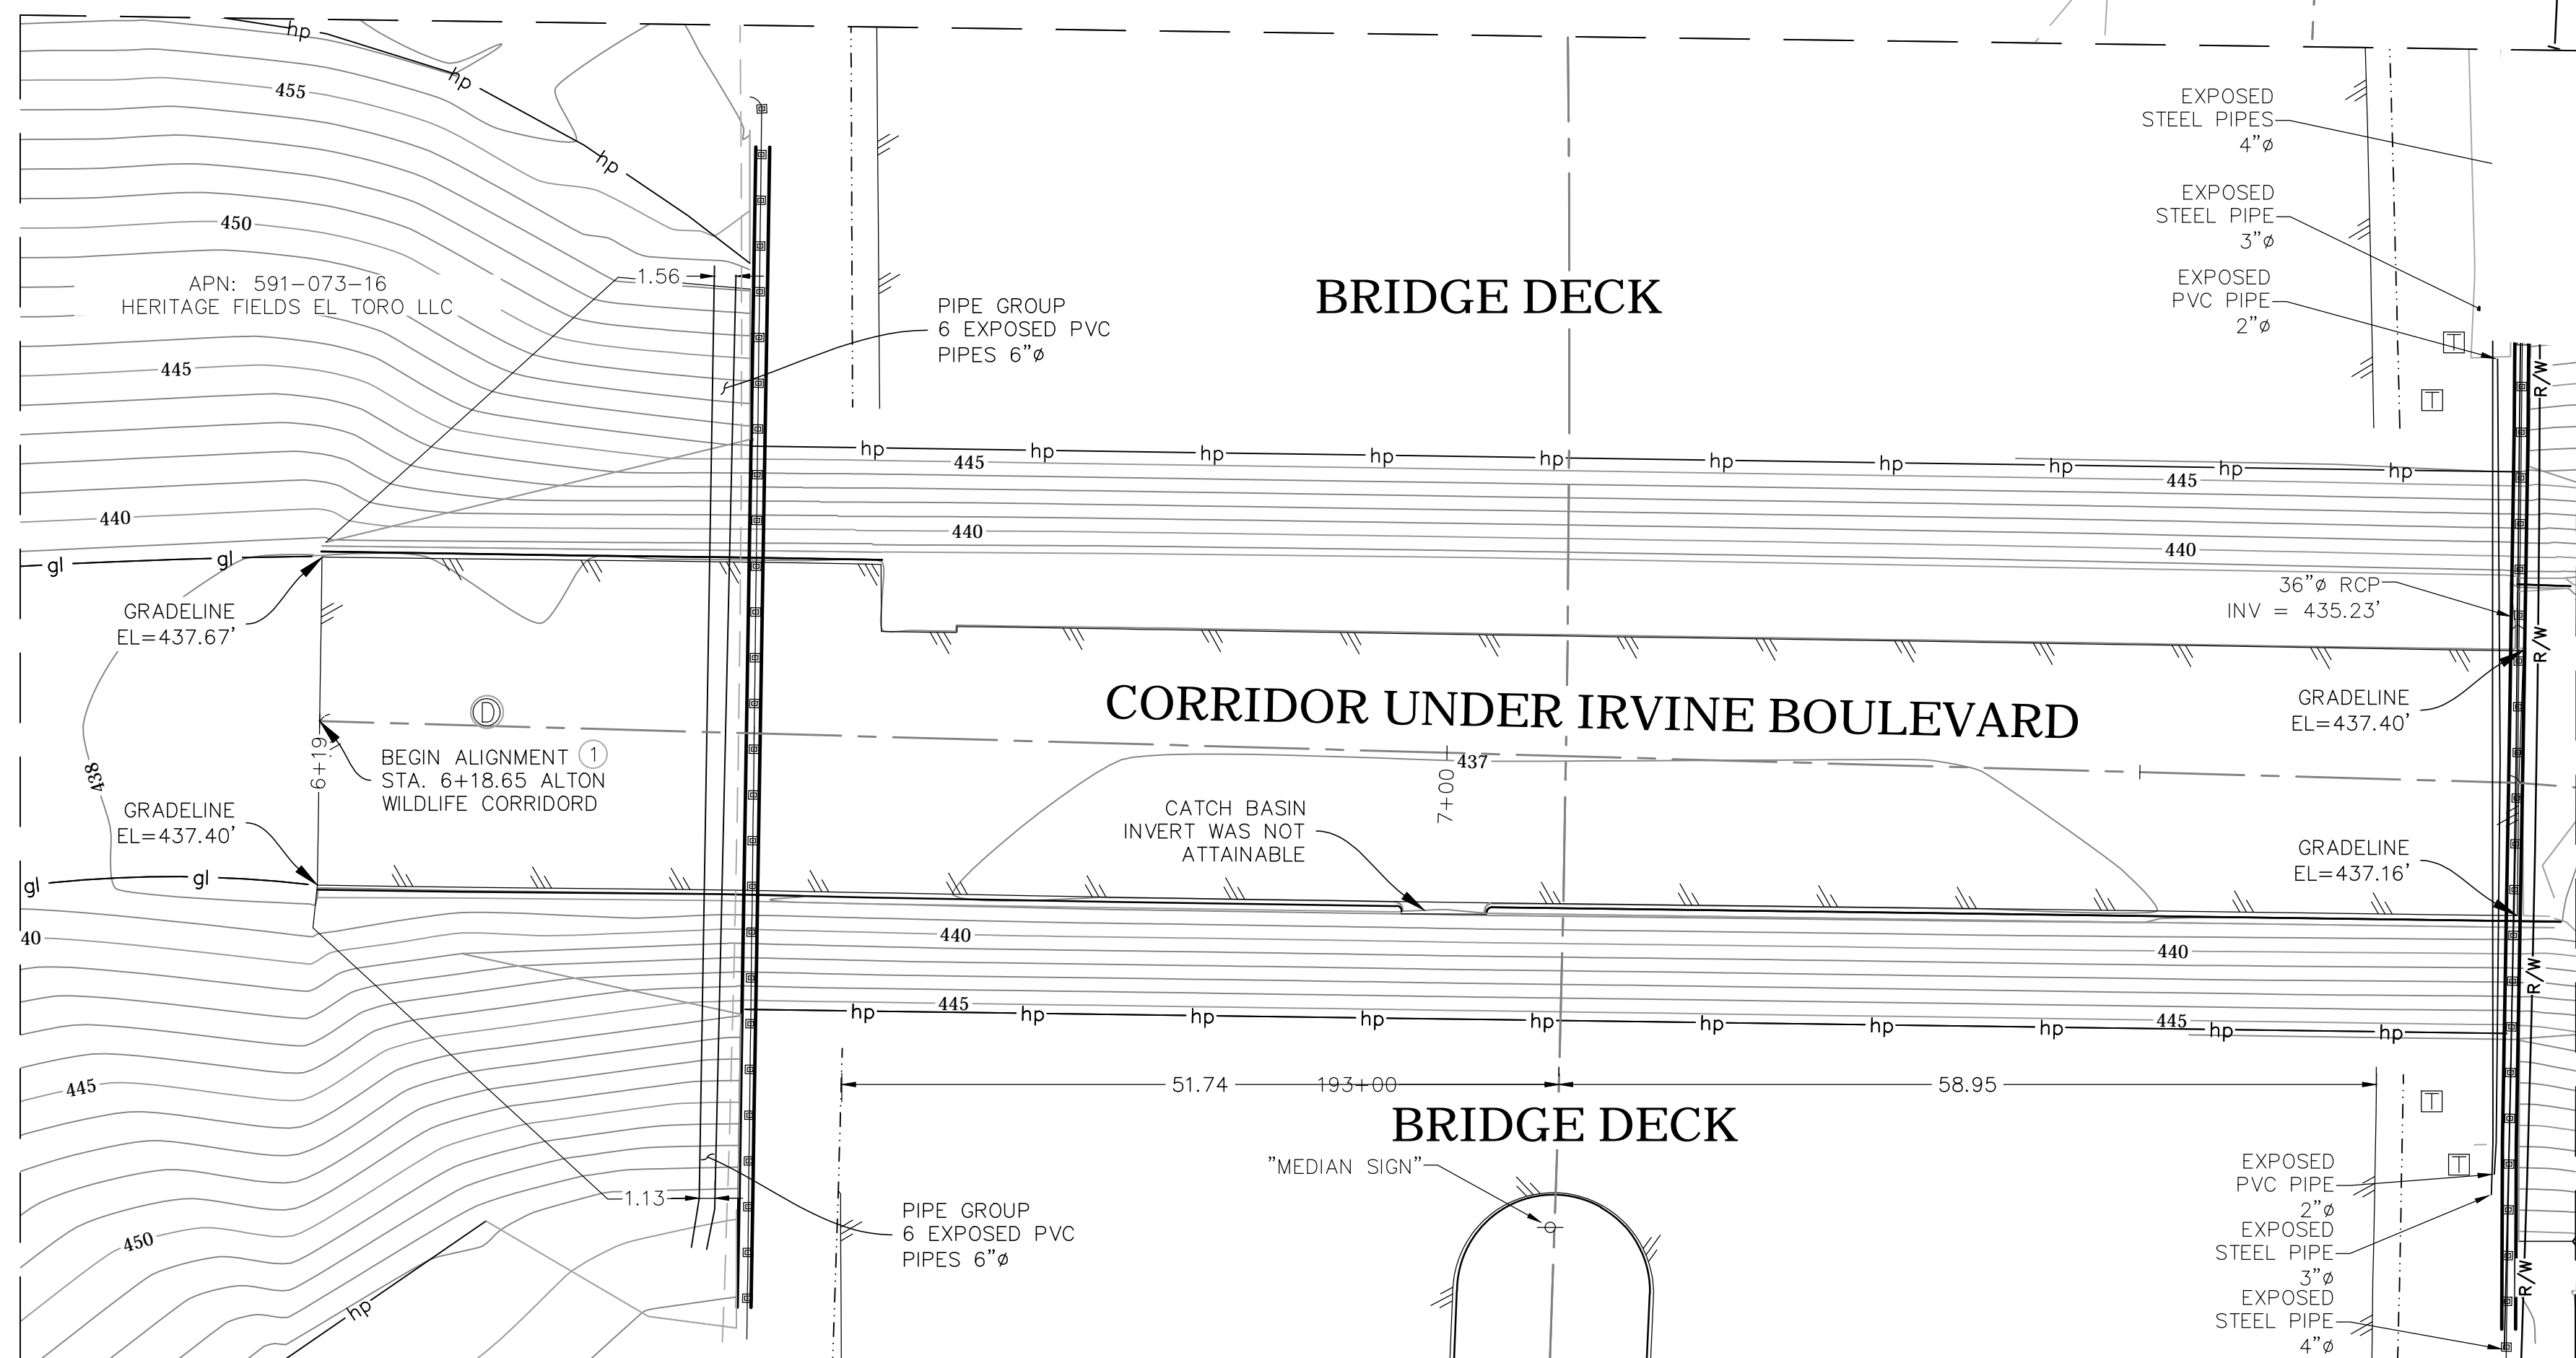 hp
hp
455
hp
450
APN: 591-073-16
HERITAGE FIELDS EL TORO LLC
445
440
1.56
PIPE GROUP
6 EXPOSED PVC
PIPES 6"ø
BRIDGE DECK
EXPOSED
STEEL PIPES
4"ø
EXPOSED
STEEL PIPE
3"ø
EXPOSED
PVC PIPE
2"ø
T
T
R/W
hp hp hp hp hp hp hp hp hp hp
445
445
440
440
gl gl
GRADELINE
EL=437.67'
36"ø RCP
INV = 435.23'
R/W
CORRIDOR UNDER IRVINE BOULEVARD
GRADELINE
EL=437.40'
D
6+19
BEGIN ALIGNMENT 1
STA. 6+18.65 ALTON
WILDLIFE CORRIDORD
438
GRADELINE
EL=437.40'
gl gl
7+00
437
CATCH BASIN
INVERT WAS NOT
ATTAINABLE
GRADELINE
EL=437.16'
40
440
440
R/W
445
445
hp hp hp hp hp hp hp hp hp hp
445
450
51.74
193+00
58.95
BRIDGE DECK
"MEDIAN SIGN"
1.13
PIPE GROUP
6 EXPOSED PVC
PIPES 6"ø
hp
T
T
EXPOSED
PVC PIPE
2"ø
EXPOSED
STEEL PIPE
3"ø
EXPOSED
STEEL PIPE
4"ø
R/W